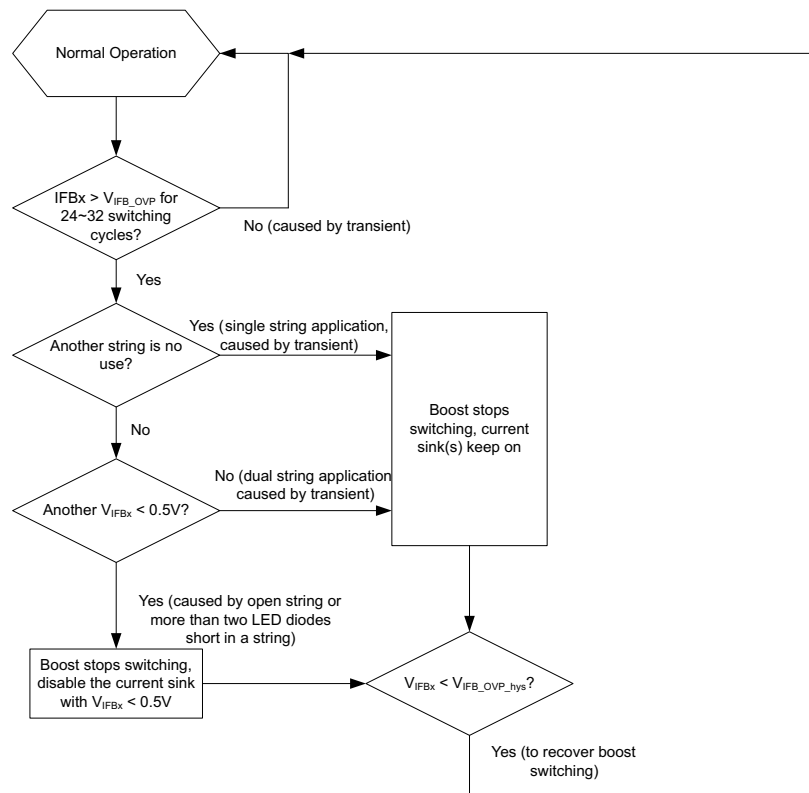 Normal Operation
IFBx > VIFB_OVP for
24~32 switching
cycles?
No (caused by transient)
Yes
Another string is no
use?
Yes (single string application,
caused by transient)
Boost stops
switching, current
sink(s) keep on
No
Another VIFBx < 0.5V?
No (dual string application
caused by transient)
Yes (caused by open string or
more than two LED diodes
short in a string)
Boost stops switching,
disable the current sink
with VIFBx < 0.5V
VIFBx < VIFB_OVP_hys?
Yes (to recover boost
switching)